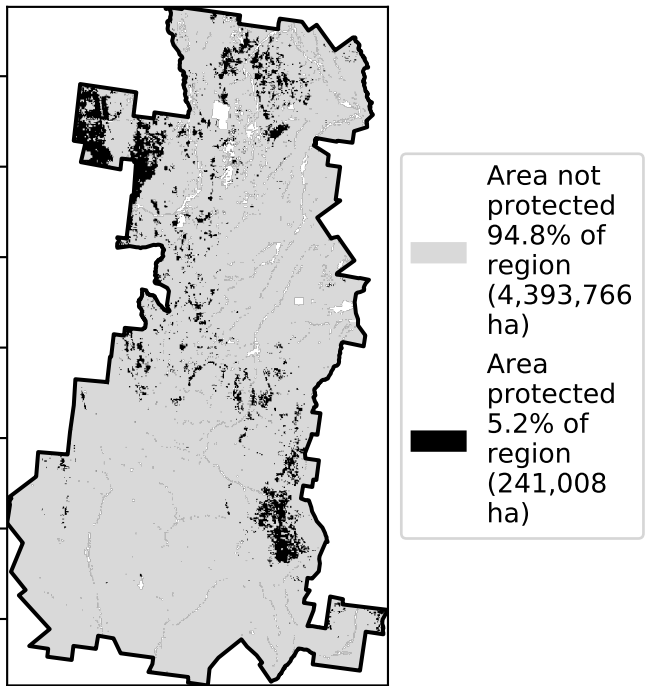 Area not
protected
94.8% of
region
(4,393,766
ha)
Area
protected
5.2% of
region
(241,008
ha)